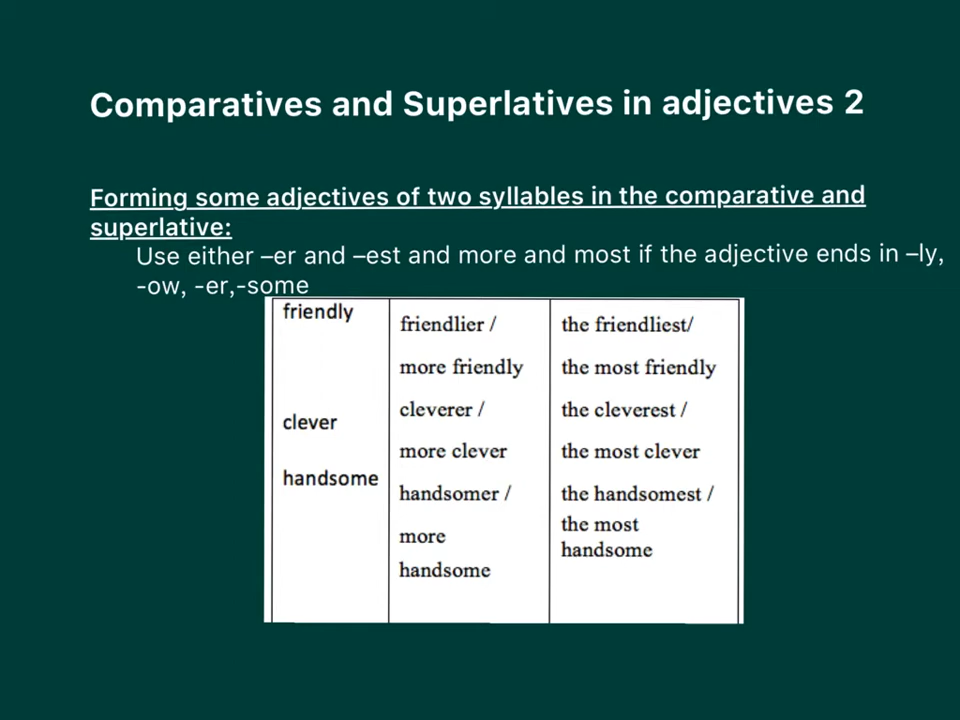 Comparatives and Superlatives in adjectives 2
Forming some adjectives of two syllables in the comparative and
superlative:
Use either –er and –est and more and most if the adjective ends in –ly,
-ow, -er,-some
friendly
clever
handsome
friendlier /
more friendly
cleverer /
more clever
handsomer /
more
handsome
the friendliest/
the most friendly
the cleverest /
the most clever
the handsomest /
the most
handsome